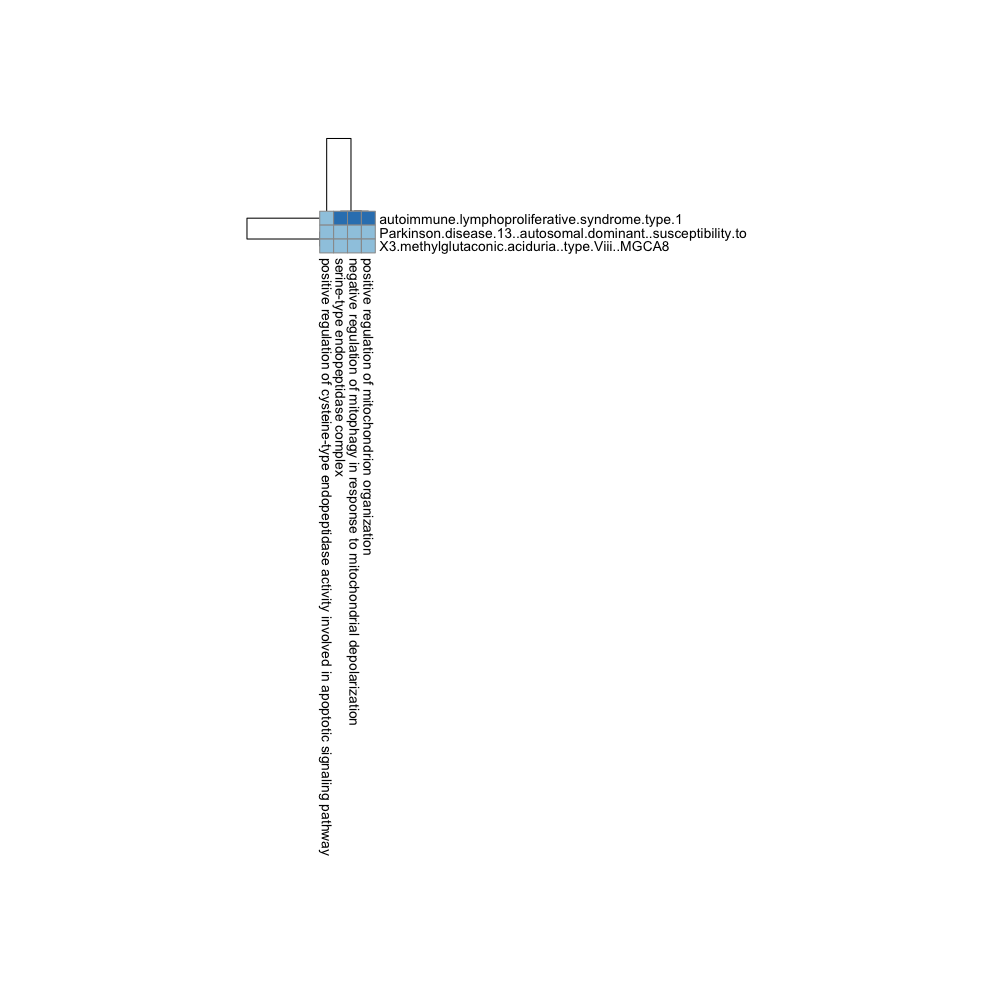 autoimmune.lymphoproliferative.syndrome.type.1
Parkinson.disease.13..autosomal.dominant..susceptibility.to
X3.methylglutaconic.aciduria..type.Viii..MGCA8
positive regulation of cysteine-type endopeptidase activity involved in apoptotic signaling pathway
serine-type endopeptidase complex
negative regulation of mitophagy in response to mitochondrial depolarization
positive regulation of mitochondrion organization